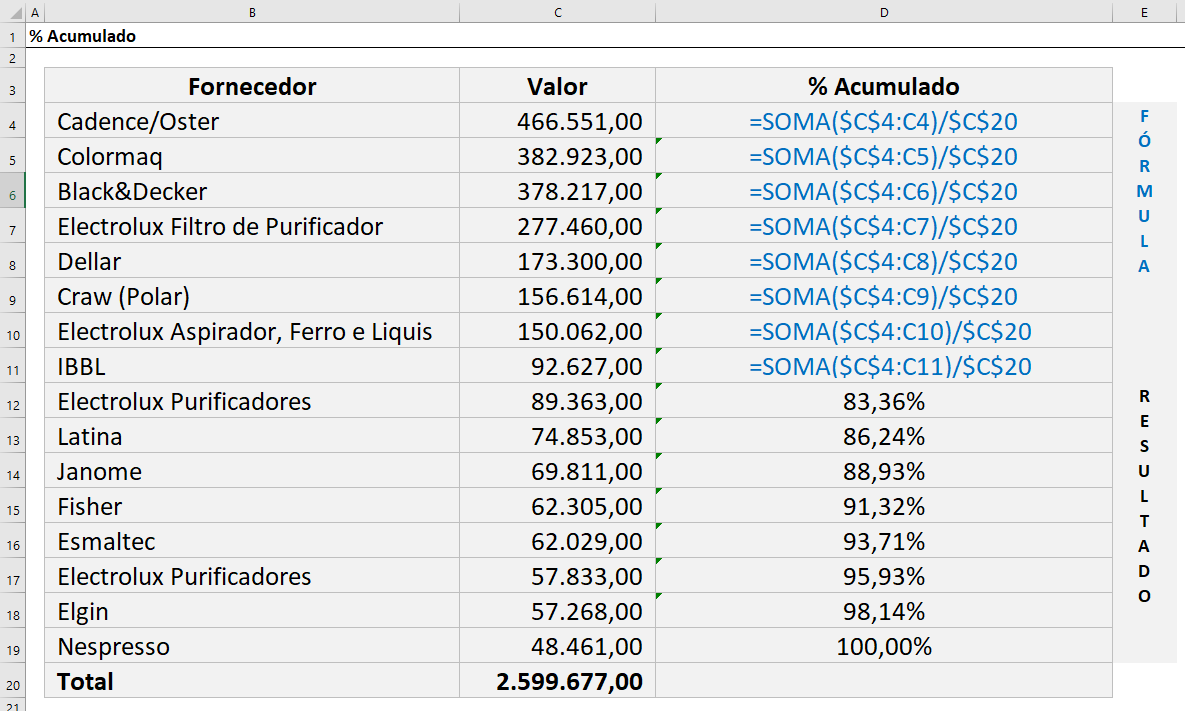 A B C D E
1 % Acumulado
2
3 Fornecedor Valor % Acumulado
4 Cadence/Oster 466.551,00 =SOMA($C$4:C4)/$C$20
5 Colormaq 382.923,00 =SOMA($C$4:C5)/$C$20
6 Black&Decker 378.217,00 =SOMA($C$4:C6)/$C$20
7 Electrolux Filtro de Purificador 277.460,00 =SOMA($C$4:C7)/$C$20
8 Dellar 173.300,00 =SOMA($C$4:C8)/$C$20
9 Craw (Polar) 156.614,00 =SOMA($C$4:C9)/$C$20
10 Electrolux Aspirador, Ferro e Liquis 150.062,00 =SOMA($C$4:C10)/$C$20
11 IBBL 92.627,00 =SOMA($C$4:C11)/$C$20
12 Electrolux Purificadores 89.363,00 83,36%
13 Latina 74.853,00 86,24%
14 Janome 69.811,00 88,93%
15 Fisher 62.305,00 91,32%
16 Esmaltec 62.029,00 93,71%
17 Electrolux Purificadores 57.833,00 95,93%
18 Elgin 57.268,00 98,14%
19 Nespresso 48.461,00 100,00%
20 Total 2.599.677,00
21
FÓRMULA
RESULTADO